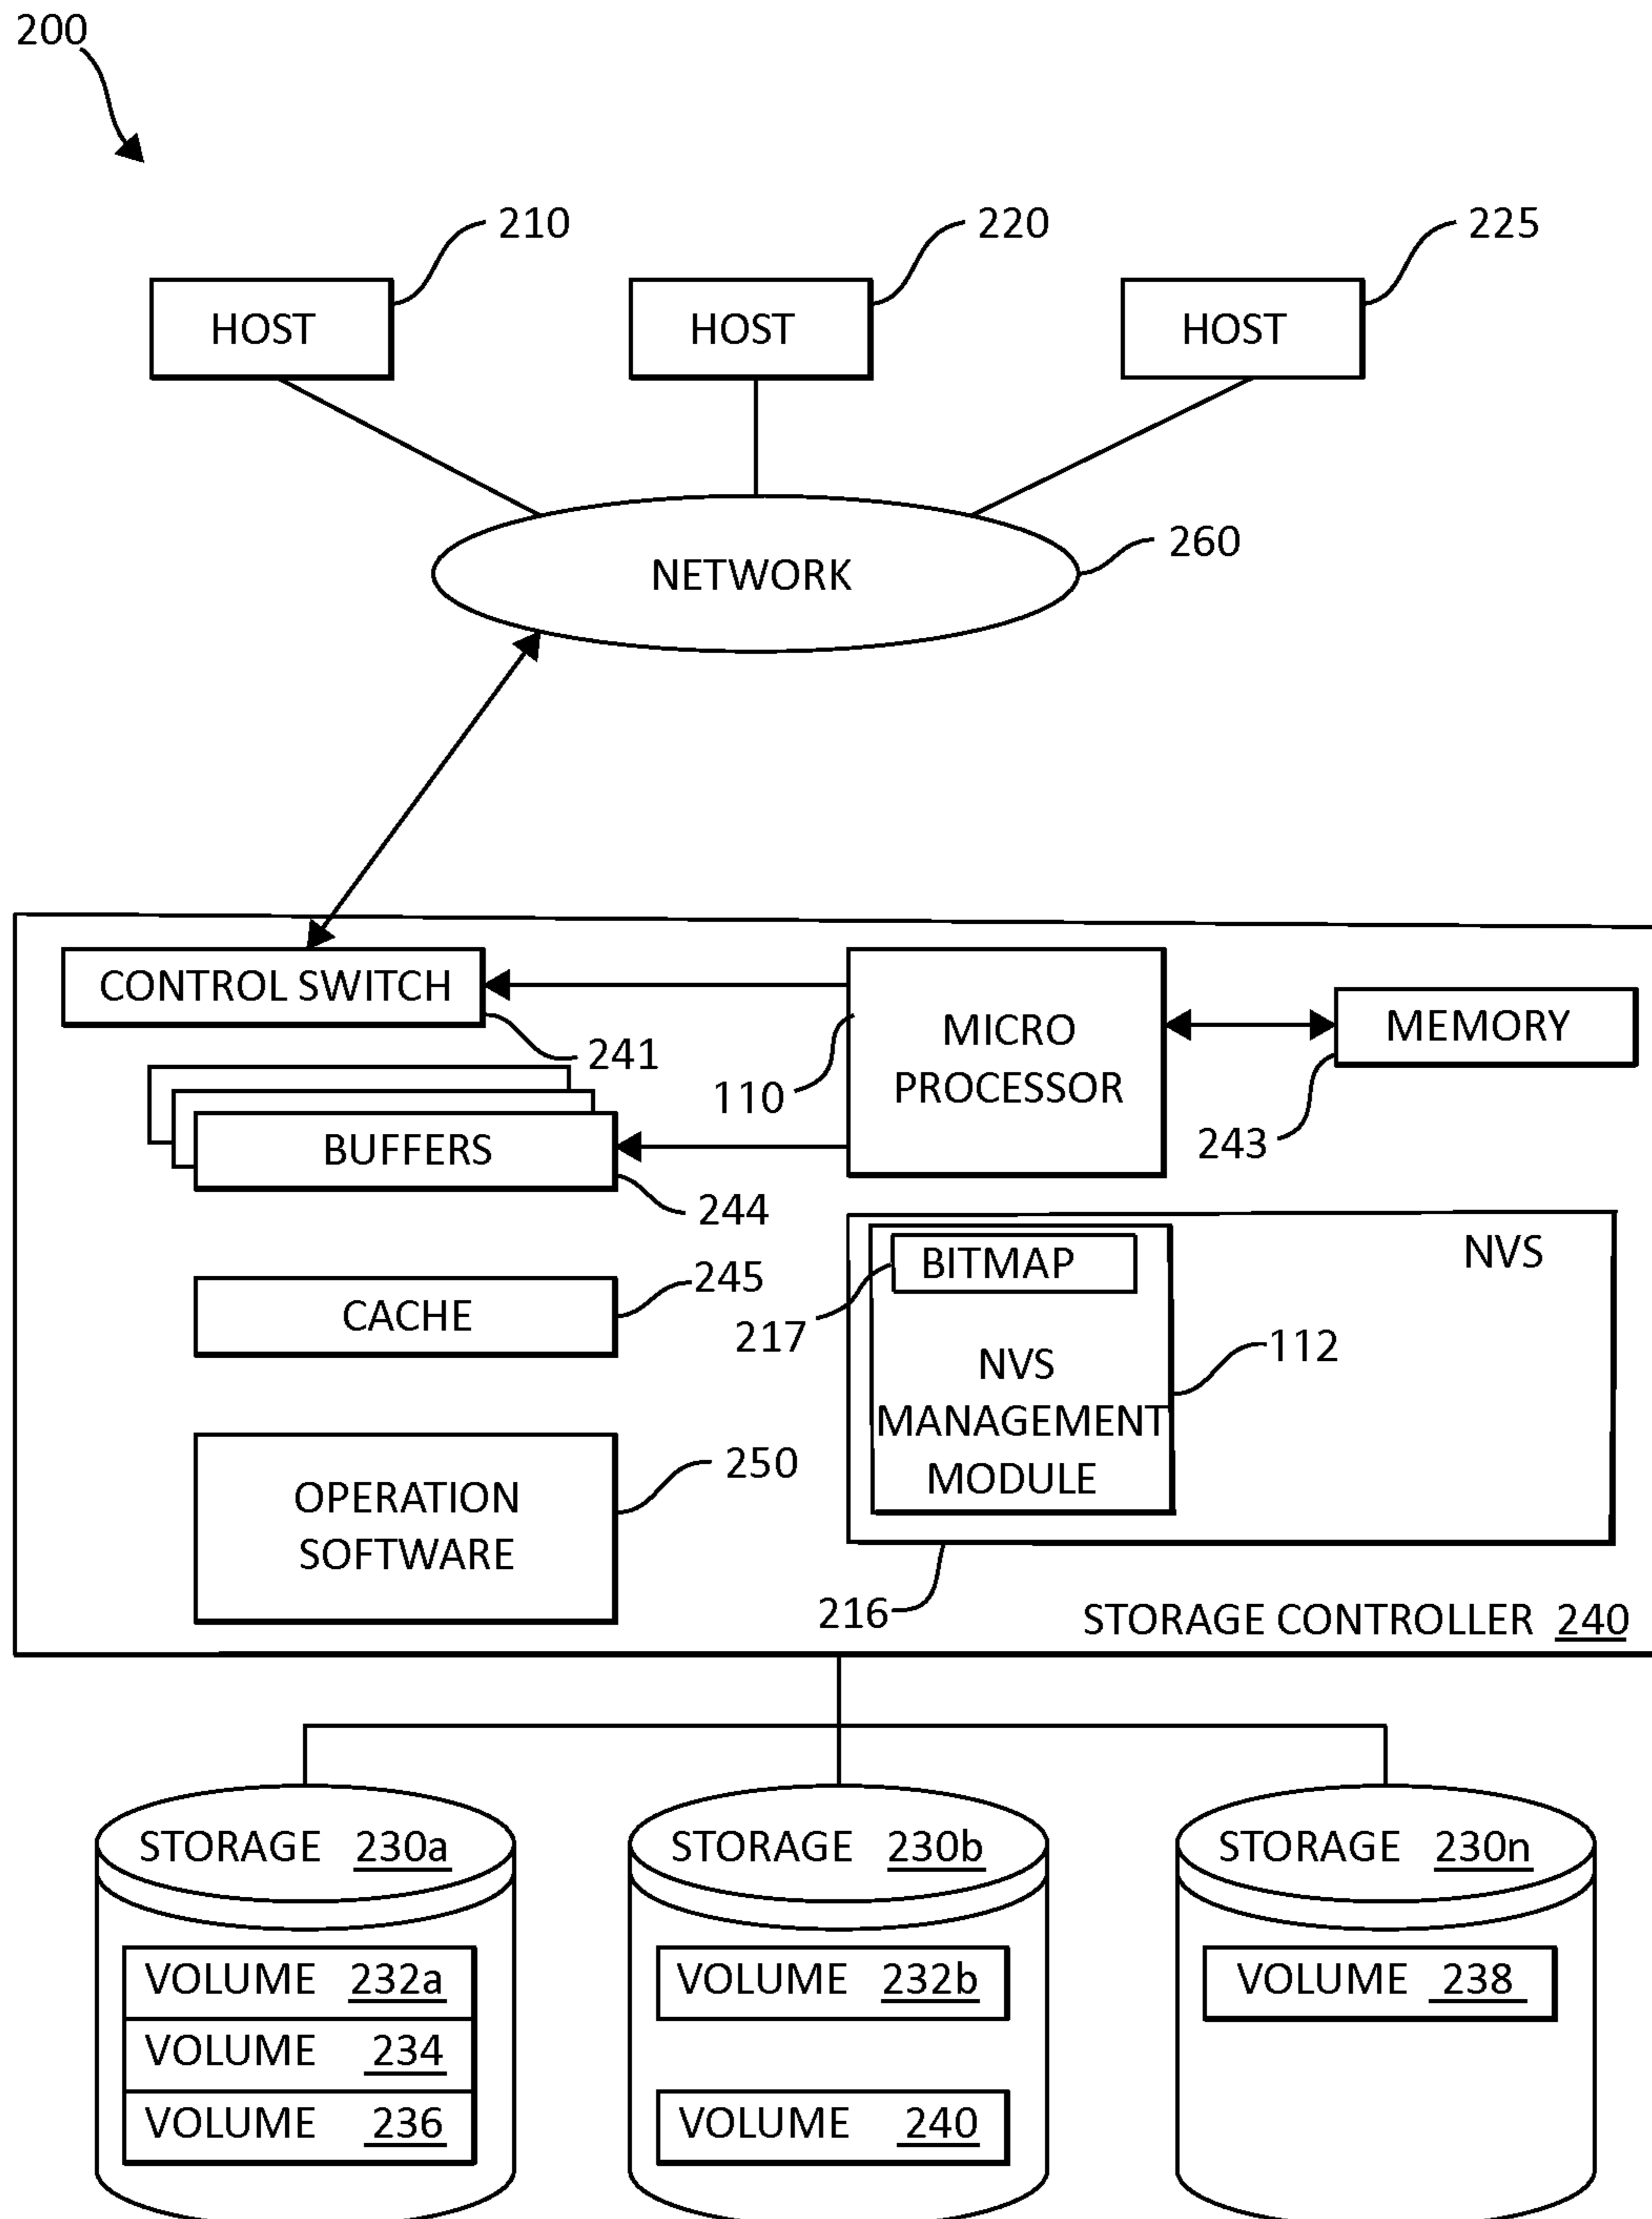 200
210
220
225
HOST
HOST
HOST
260
NETWORK
CONTROL SWITCH
241
MICRO
PROCESSOR
110
MEMORY
243
BUFFERS
244
245
CACHE
BITMAP
NVS
217
NVS
MANAGEMENT
MODULE
112
250
OPERATION
SOFTWARE
216
STORAGE CONTROLLER 240
STORAGE 230a
STORAGE 230b
STORAGE 230n
VOLUME 232a
VOLUME 234
VOLUME 236
VOLUME 232b
VOLUME 240
VOLUME 238